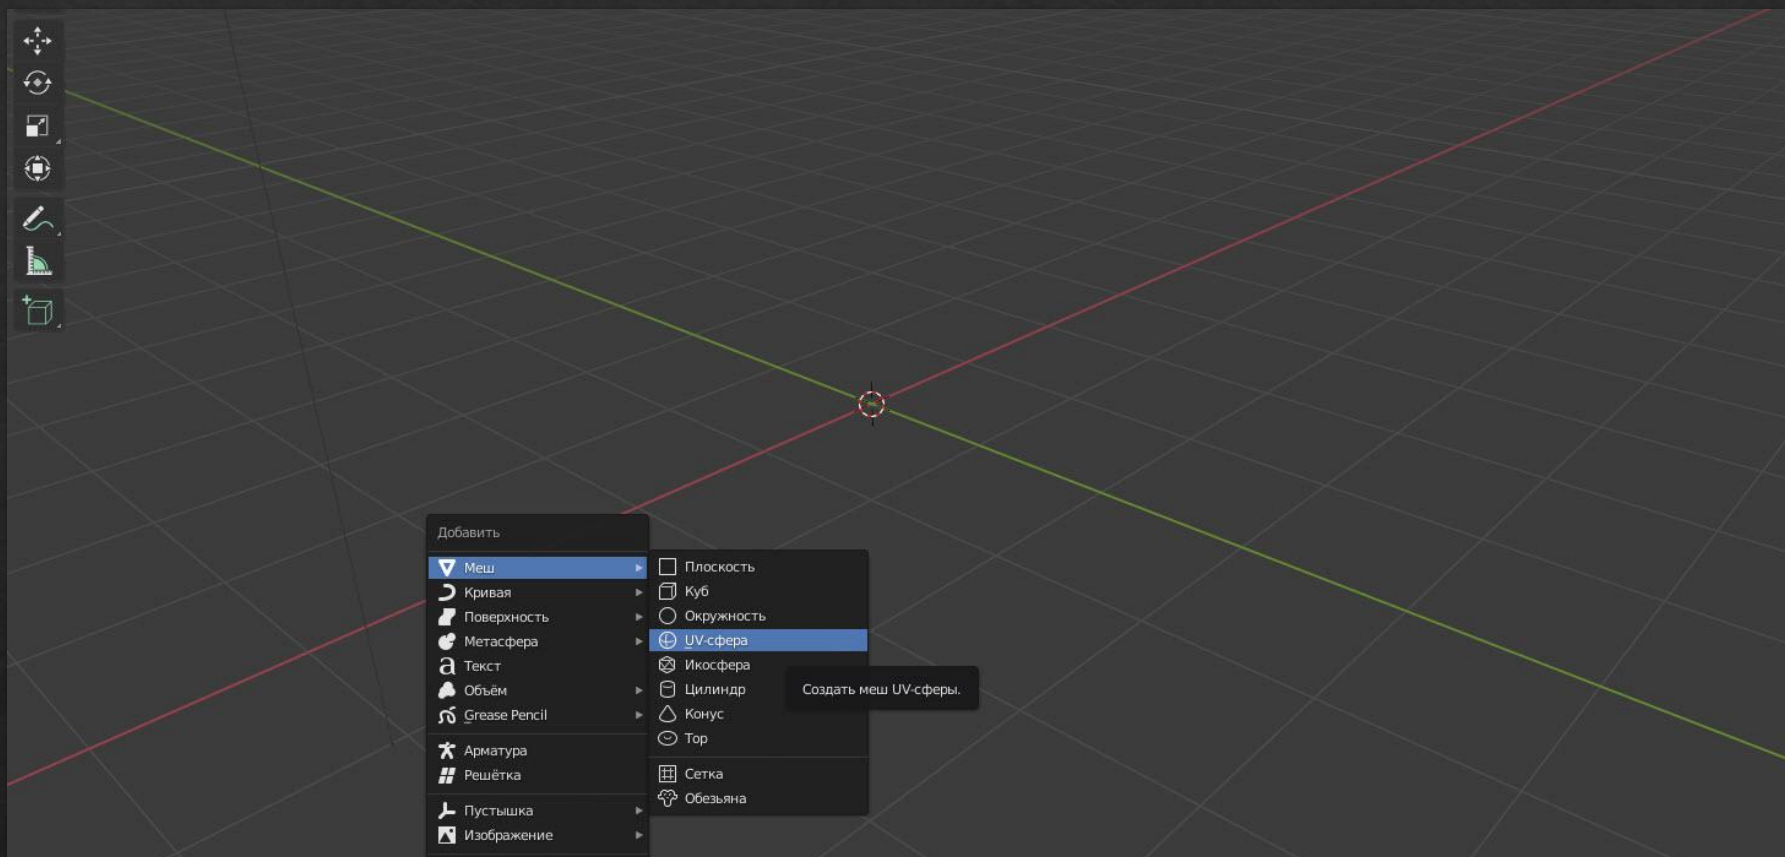 Добавить
Меш
Кривая
Поверхность
Метасфера
Текст
Объём
Grease Pencil
Арматура
Решётка
Пустышка
Изображение
Плоскость
Куб
Окружность
UV-сфера
Икосфера
Цилиндр
Конус
Тор
Сетка
Обезьяна
Создать меш UV-сферы.